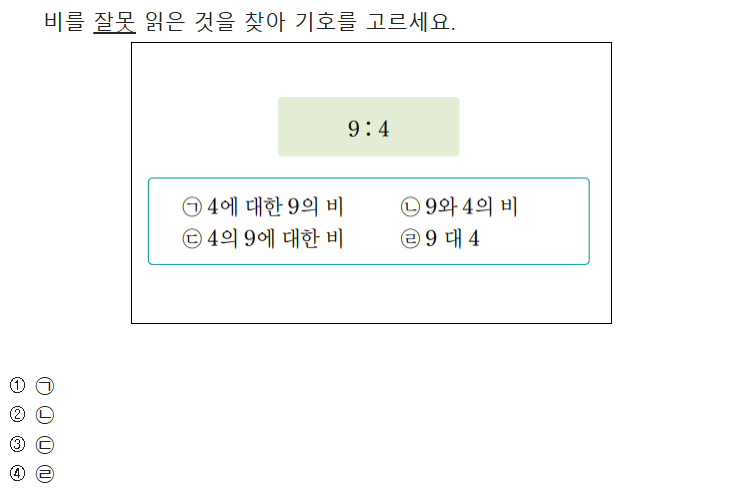 비를 잘못 읽은 것을 찾아 기호를 고르세요.
9 : 4
㉠ 4에 대한 9의 비 ㉡ 9와 4의 비
㉢ 4의 9에 대한 비 ㉣ 9 대 4
① ㉠
② ㉡
③ ㉢
④ ㉣